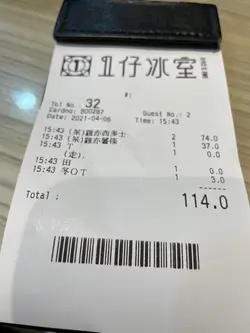 1 仔冰室
#:
Tbl No. 32
Cardno: 800287 Guest No.: 2
Date: 2021-04-06 Time: 15:43
15:43 (茶)雞亦西多士 2 74.0
15:43 (茶)雞亦薯條 1 37.0
15:43 T 1 0.0
(走).
15:43 田 1 0.0
15:43 冬OT 1 3.0
Total : 114.0